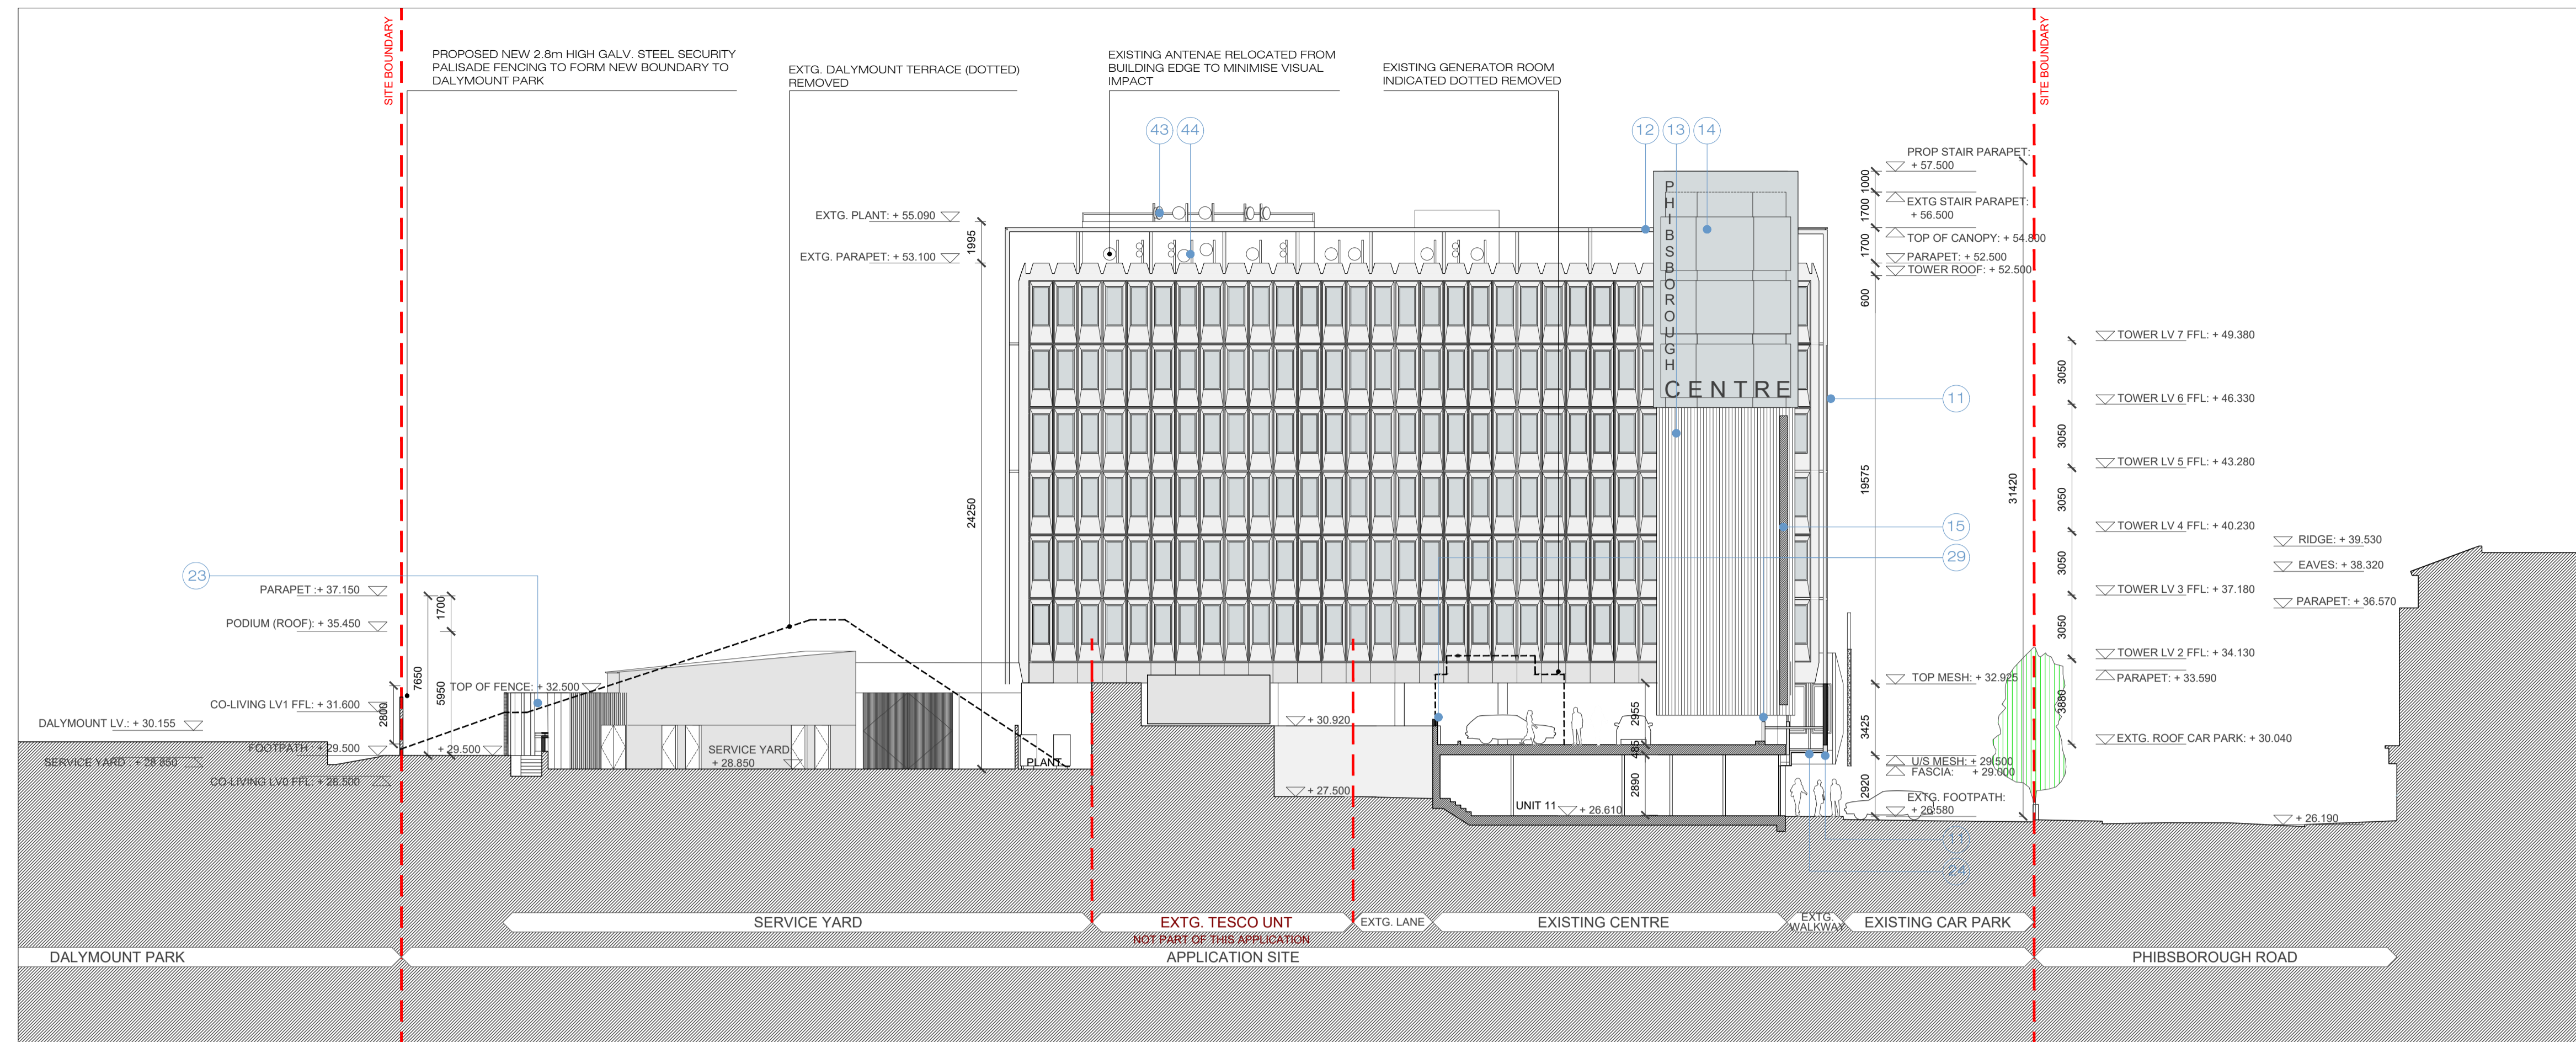 SITE BOUNDARY
PROPOSED NEW 2.8m HIGH GALV. STEEL SECURITY
PALISADE FENCING TO FORM NEW BOUNDARY TO
DALYMOUNT PARK
EXTG. DALYMOUNT TERRACE (DOTTED)
REMOVED
EXISTING ANTENAE RELOCATED FROM
BUILDING EDGE TO MINIMISE VISUAL
IMPACT
EXISTING GENERATOR ROOM
INDICATED DOTTED REMOVED
SITE BOUNDARY
43
44
12
13
14
PROP STAIR PARAPET:
+ 57.500
1000
EXTG STAIR PARAPET:
+ 56.500
1700
TOP OF CANOPY: + 54.800
1700
PARAPET: + 52.500
TOWER ROOF: + 52.500
600
EXTG. PLANT: + 55.090
1995
EXTG. PARAPET: + 53.100
24250
PHIBSBOROUGH
CENTRE
11
15
29
19575
31420
TOWER LV 7 FFL: + 49.380
3050
TOWER LV 6 FFL: + 46.330
3050
TOWER LV 5 FFL: + 43.280
3050
TOWER LV 4 FFL: + 40.230
3050
TOWER LV 3 FFL: + 37.180
3050
TOWER LV 2 FFL: + 34.130
PARAPET: + 33.590
3880
EXTG. ROOF CAR PARK: + 30.040
RIDGE: + 39.530
EAVES: + 38.320
PARAPET: + 36.570
+ 26.190
23
PARAPET :+ 37.150
1700
PODIUM (ROOF): + 35.450
7650
5950
TOP OF FENCE: + 32.500
CO-LIVING LV1 FFL: + 31.600
2800
DALYMOUNT LV.: + 30.155
FOOTPATH : + 29.500
+ 29.500
SERVICE YARD : + 28.850
CO-LIVING LV0 FFL: + 28.500
SERVICE YARD
+ 28.850
PLANT
+ 30.920
+ 27.500
2955
485
2890
UNIT 11
+ 26.610
TOP MESH: + 32.925
3425
U/S MESH: + 29.500
FASCIA: + 29.000
2920
EXTG. FOOTPATH:
+ 26.580
11
24
SERVICE YARD
EXTG. TESCO UNT
NOT PART OF THIS APPLICATION
EXTG. LANE
EXISTING CENTRE
EXTG.
WALKWAY
EXISTING CAR PARK
DALYMOUNT PARK
APPLICATION SITE
PHIBSBOROUGH ROAD